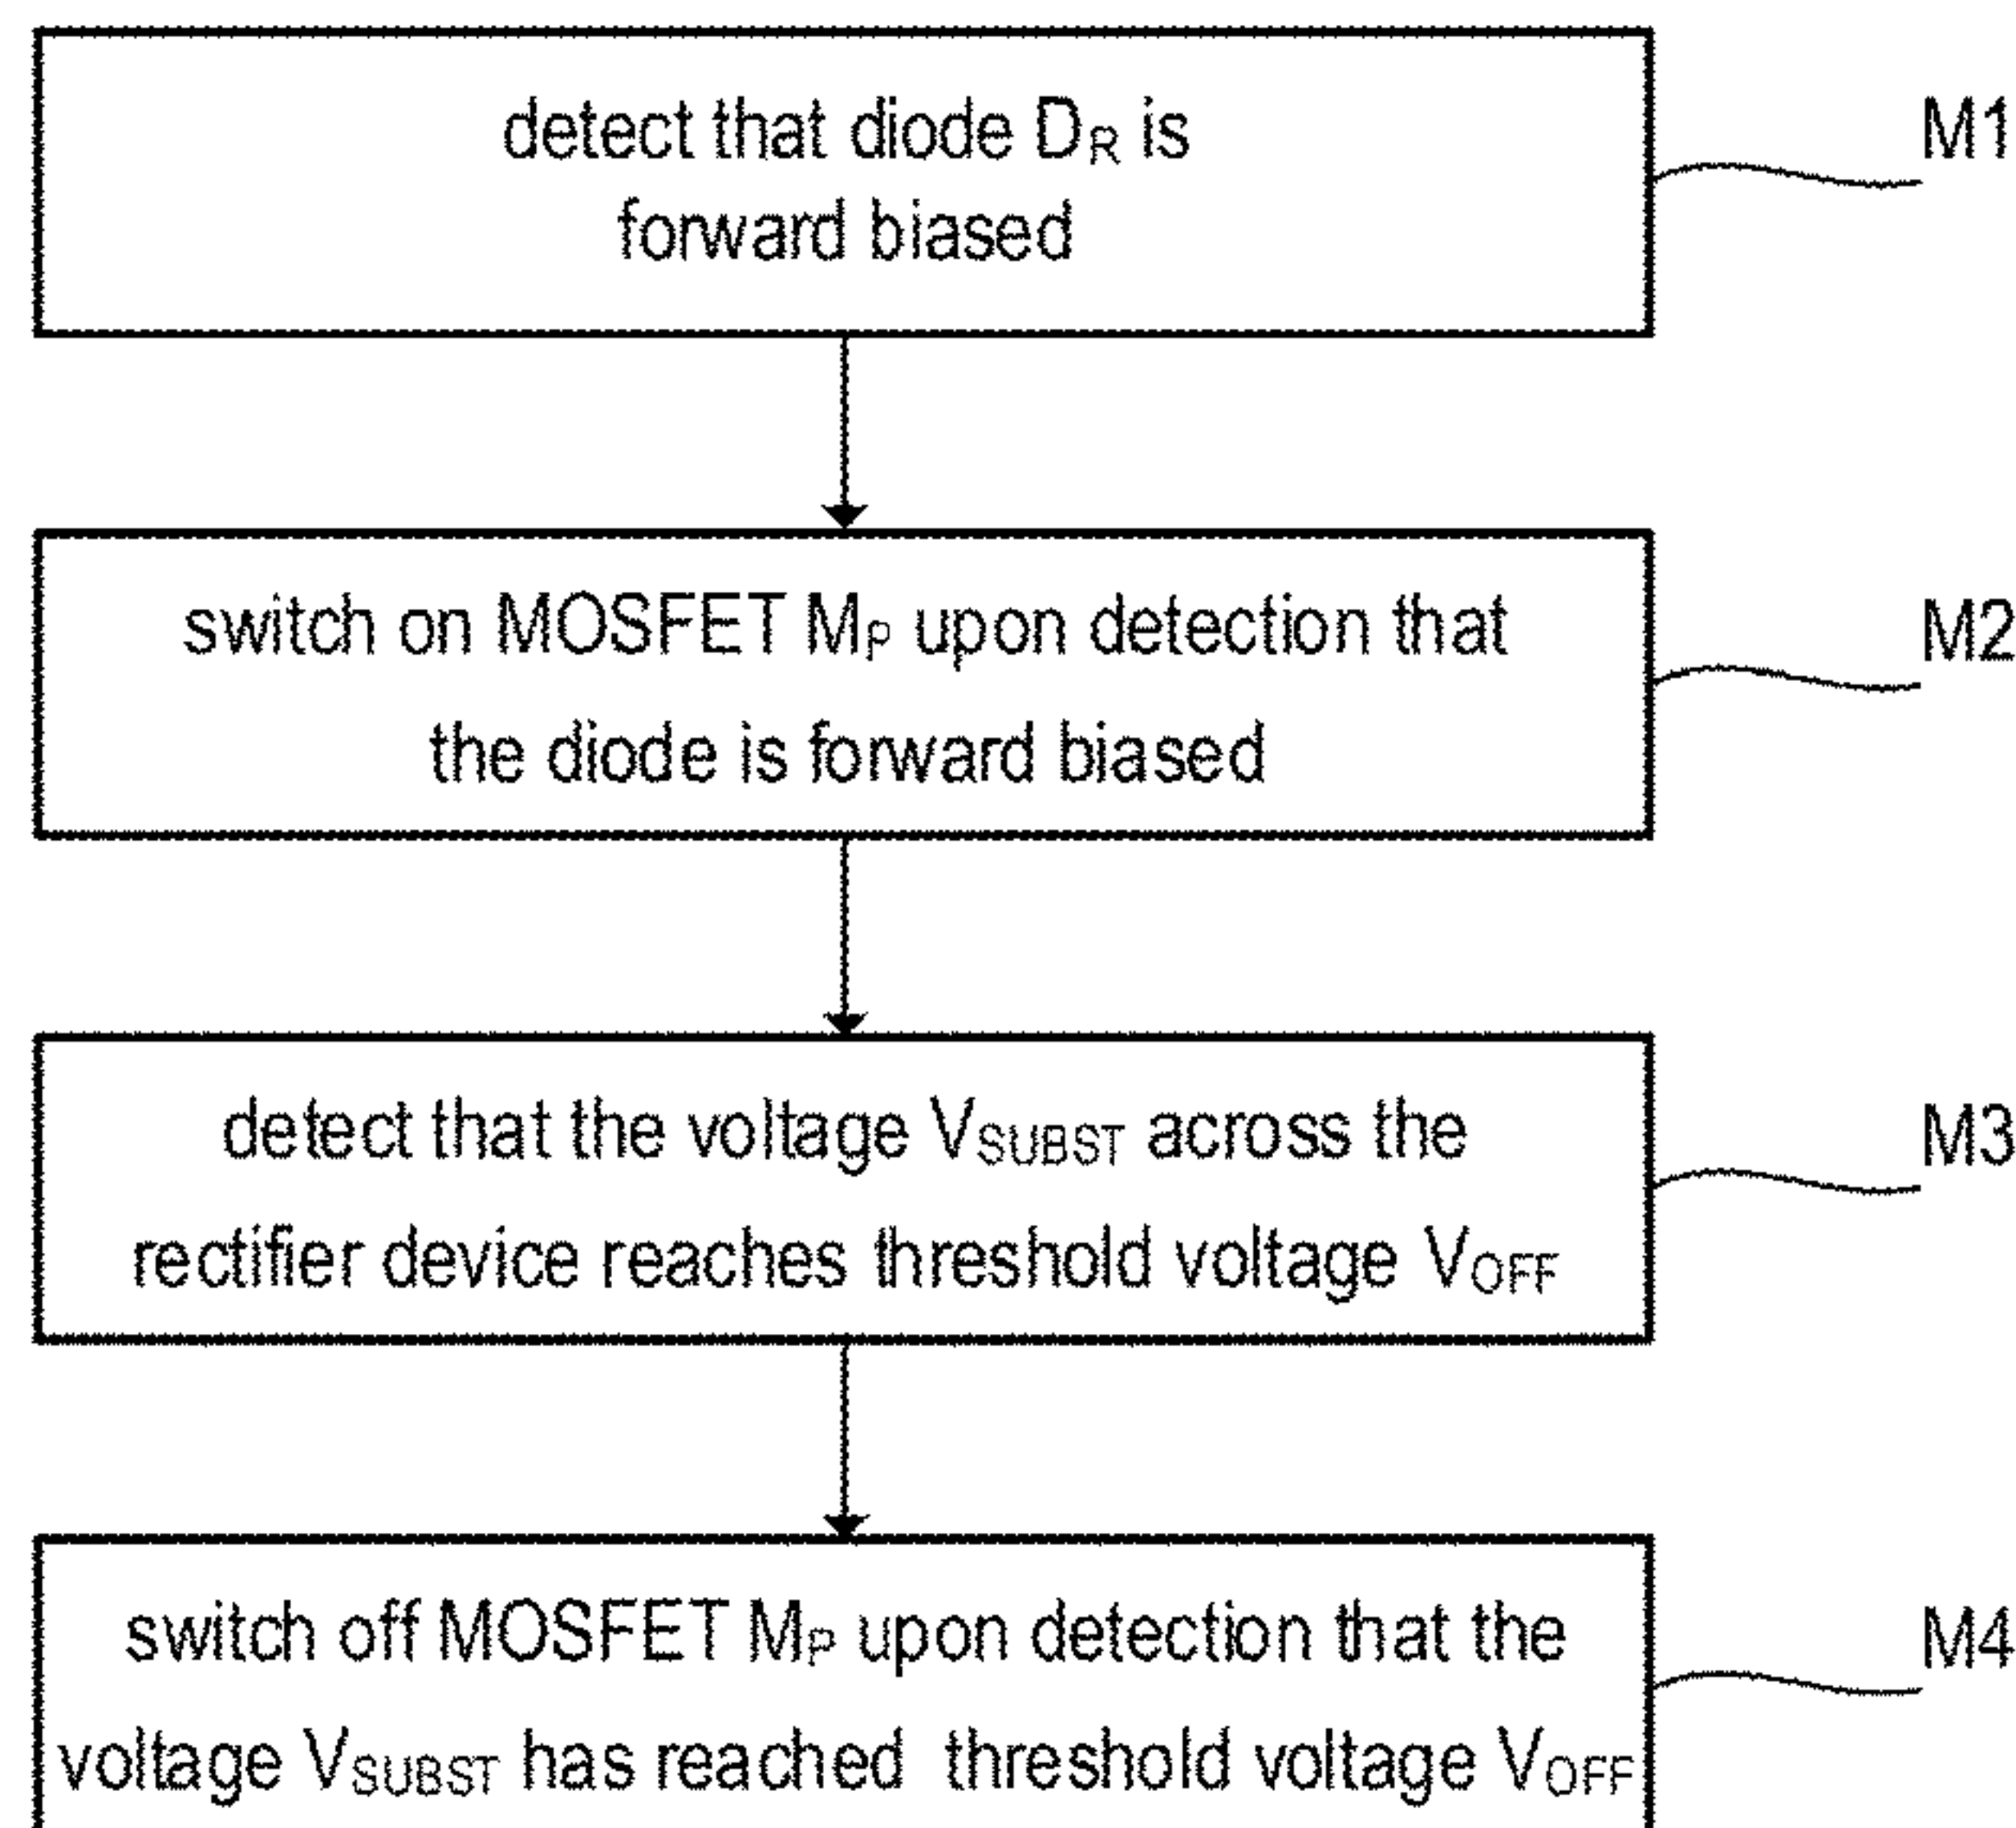 detect that diode DR is
forward biased
M1
switch on MOSFET MP upon detection that
the diode is forward biased
M2
detect that the voltage VSUBST across the
rectifier device reaches threshold voltage VOFF
M3
switch off MOSFET MP upon detection that the
voltage VSUBST has reached threshold voltage VOFF
M4